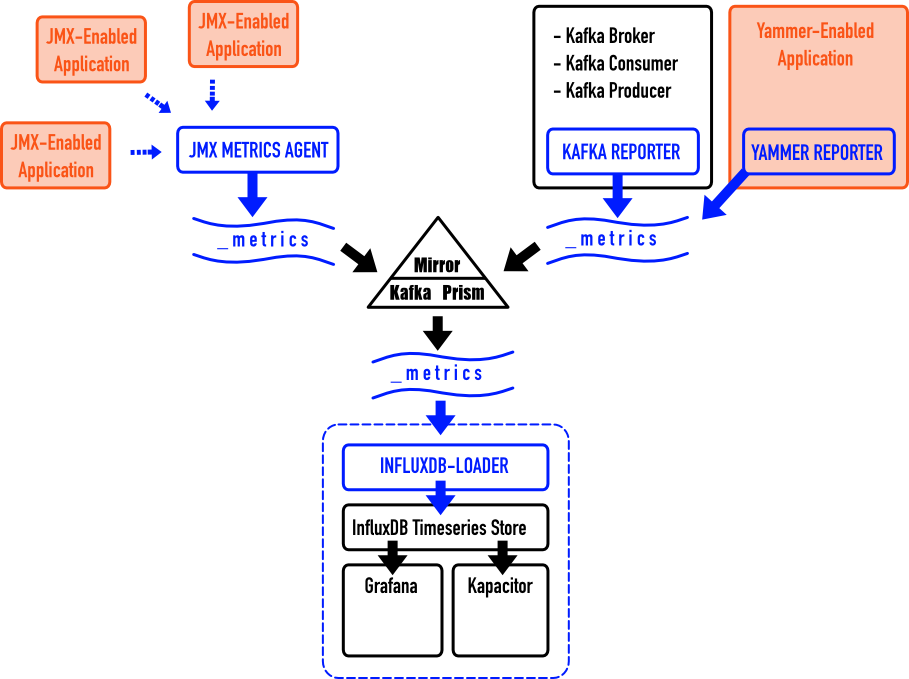 JMX-Enabled
Application
JMX-Enabled
Application
JMX-Enabled
Application
JMX METRICS AGENT
_metrics
- Kafka Broker
- Kafka Consumer
- Kafka Producer
KAFKA REPORTER
Yammer-Enabled
Application
YAMMER REPORTER
_metrics
Mirror
Kafka Prism
_metrics
INFLUXDB-LOADER
InfluxDB Timeseries Store
Grafana
Kapacitor